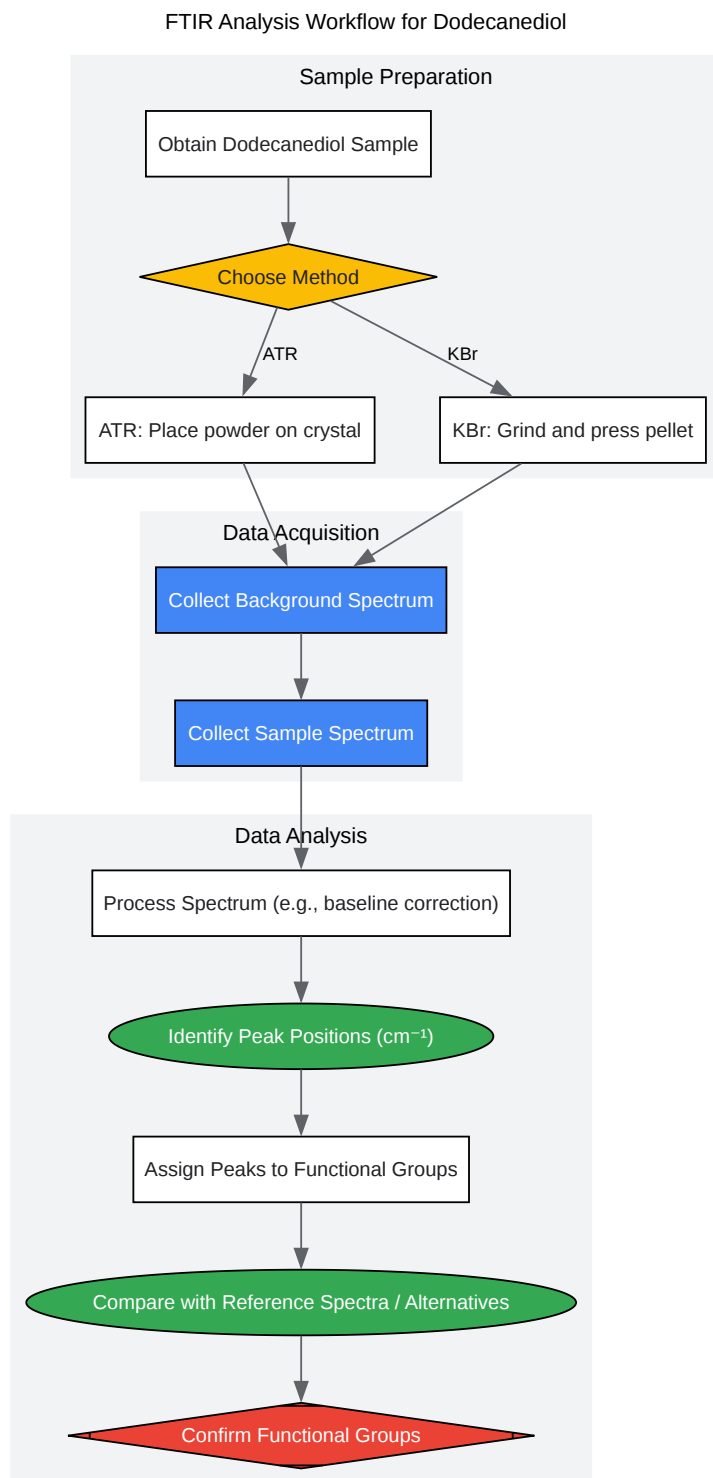 FTIR Analysis Workflow for Dodecanediol
Sample Preparation
Obtain Dodecanediol Sample
Choose Method
ATR
KBr
ATR: Place powder on crystal
KBr: Grind and press pellet
Data Acquisition
Collect Background Spectrum
Collect Sample Spectrum
Data Analysis
Process Spectrum (e.g., baseline correction)
Identify Peak Positions (cm⁻¹)
Assign Peaks to Functional Groups
Compare with Reference Spectra / Alternatives
Confirm Functional Groups